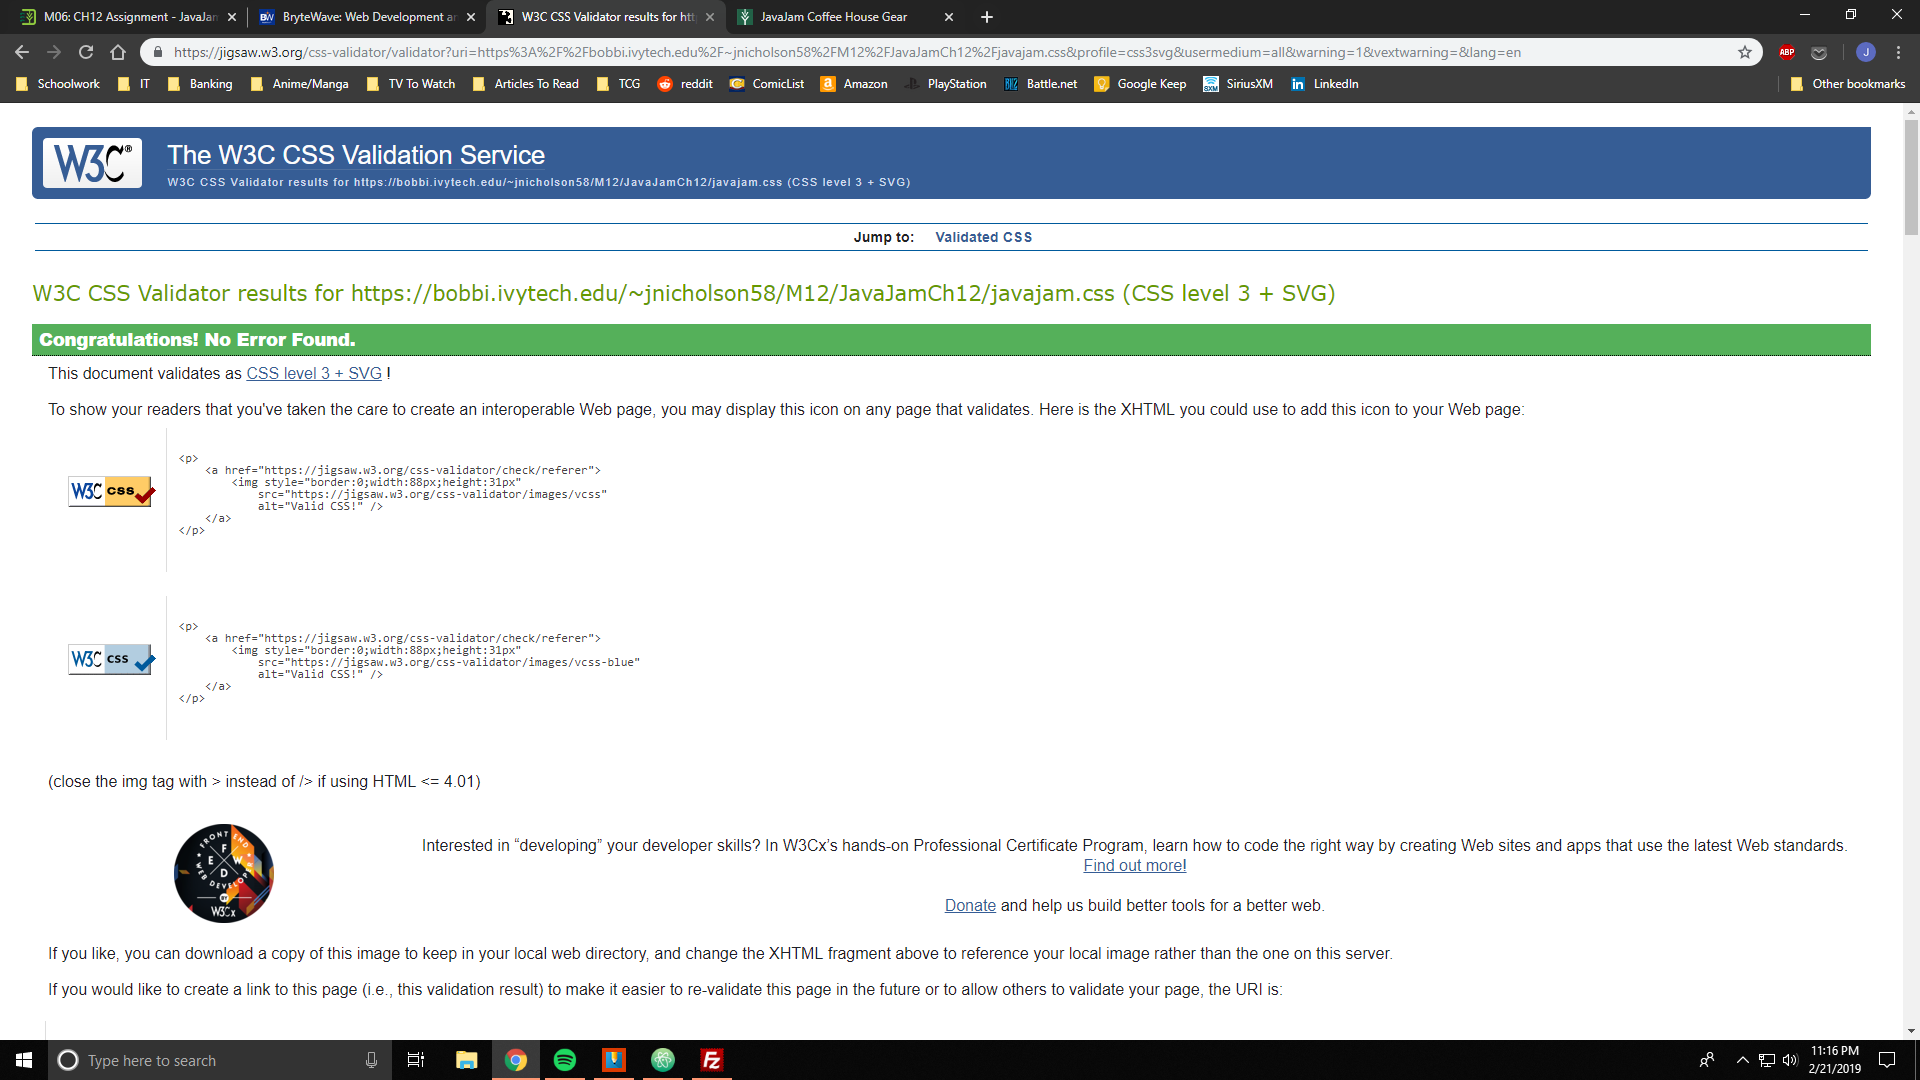 M06: CH12 Assignment - JavaJam
BryteWave: Web Development an
W3C CSS Validator results for htt
JavaJam Coffee House Gear
https://jigsaw.w3.org/css-validator/validator?uri=https%3A%2F%2Fbobbi.ivytech.edu%2F~jnicholson58%2FM12%2FJavaJamCh12%2Fjavajam.css&profile=css3svg&usermedium=all&warning=1&vextwarning=&lang=en
ABP
J
Schoolwork
IT
Banking
Anime/Manga
TV To Watch
Articles To Read
TCG
reddit
ComicList
Amazon
PlayStation
Battle.net
Google Keep
SiriusXM
LinkedIn
Other bookmarks
W3C®
The W3C CSS Validation Service
W3C CSS Validator results for https://bobbi.ivytech.edu/~jnicholson58/M12/JavaJamCh12/javajam.css (CSS level 3 + SVG)
Jump to: Validated CSS
W3C CSS Validator results for https://bobbi.ivytech.edu/~jnicholson58/M12/JavaJamCh12/javajam.css (CSS level 3 + SVG)
Congratulations! No Error Found.
This document validates as CSS level 3 + SVG !
To show your readers that you've taken the care to create an interoperable Web page, you may display this icon on any page that validates. Here is the XHTML you could use to add this icon to your Web page:
W3C css
<p>
<a href="https://jigsaw.w3.org/css-validator/check/referer">
<img style="border:0;width:88px;height:31px"
src="https://jigsaw.w3.org/css-validator/images/vcss"
alt="Valid CSS!" />
</a>
</p>
W3C css
<p>
<a href="https://jigsaw.w3.org/css-validator/check/referer">
<img style="border:0;width:88px;height:31px"
src="https://jigsaw.w3.org/css-validator/images/vcss-blue"
alt="Valid CSS!" />
</a>
</p>
(close the img tag with > instead of /> if using HTML <= 4.01)
FRONT END
F
E W
D
WEB DEVELOPER
W3Cx
Interested in “developing” your developer skills? In W3Cx’s hands-on Professional Certificate Program, learn how to code the right way by creating Web sites and apps that use the latest Web standards.
Find out more!
Donate and help us build better tools for a better web.
If you like, you can download a copy of this image to keep in your local web directory, and change the XHTML fragment above to reference your local image rather than the one on this server.
If you would like to create a link to this page (i.e., this validation result) to make it easier to re-validate this page in the future or to allow others to validate your page, the URI is:
Type here to search
11:16 PM
2/21/2019